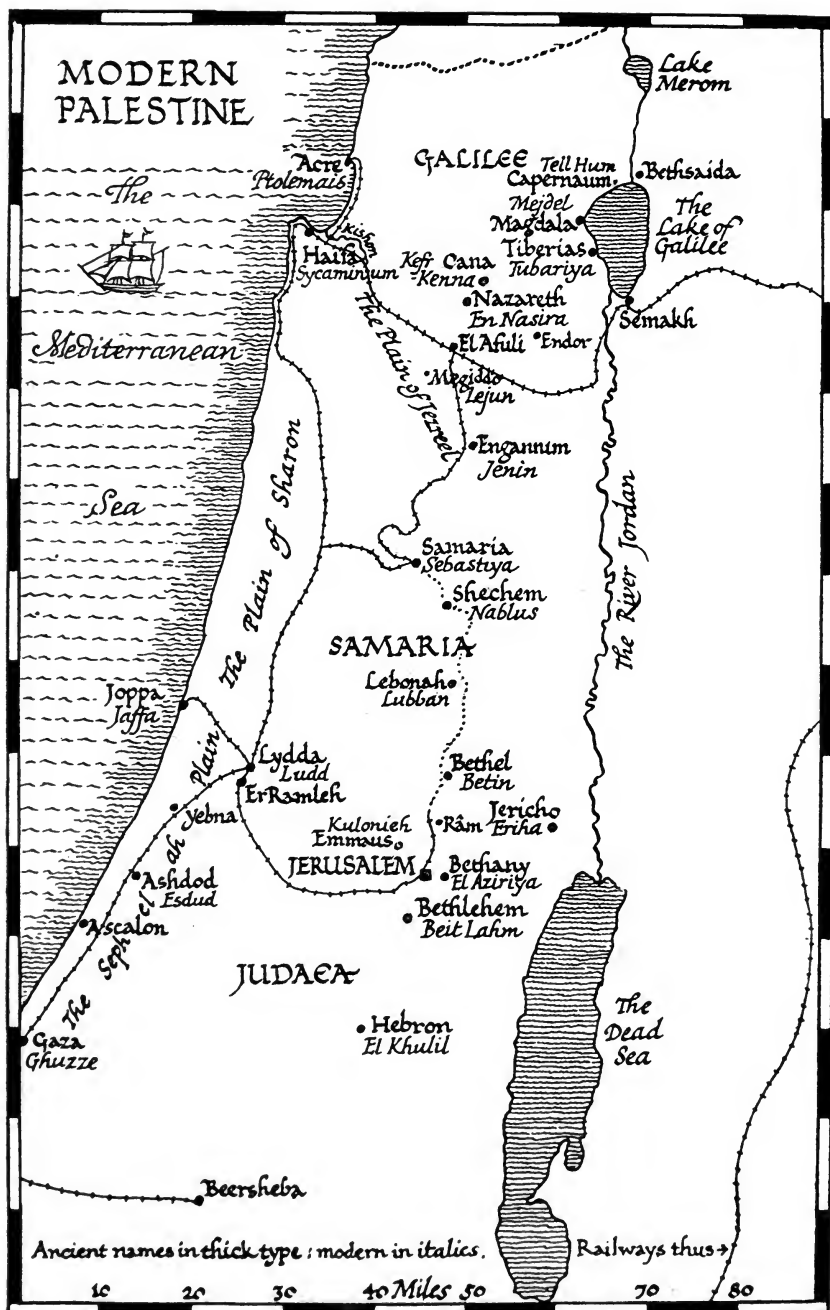 MODERN
PALESTINE
The
Mediterranean
Sea
Lake
Merom
GALILEE
Acre
Ptolemais
Tell Hum
Capernaum
Bethsaida
Mejdel
Magdala
The
Lake of
Galilee
Kishon
Haifa
Sycaminium
Tiberias
Tubariya
Kefr
Kenna
Cana
Nazareth
En Nasira
Semakh
El Afuli
Endor
The Plain of Jezreel
Megiddo
Lejun
Engannim
Jenin
The Plain of Sharon
Samaria
Sebastiya
Shechem
Nablus
The River Jordan
SAMARIA
Lebonah
Lubban
Joppa
Jaffa
Lydda
Ludd
Er Ramleh
Bethel
Betin
Yebna
Kulonieh
Emmaus
Râm
Jericho
Eriha
JERUSALEM
Bethany
El Aziriya
Ashdod
Esdud
Bethlehem
Beit Lahm
Ascalon
The Seph el ah Plain
JUDAEA
The
Dead
Sea
Gaza
Ghuzze
Hebron
El Khulil
Beersheba
Ancient names in thick type : modern in italics.
Railways thus→
10 20 30 40 Miles 50 70 80